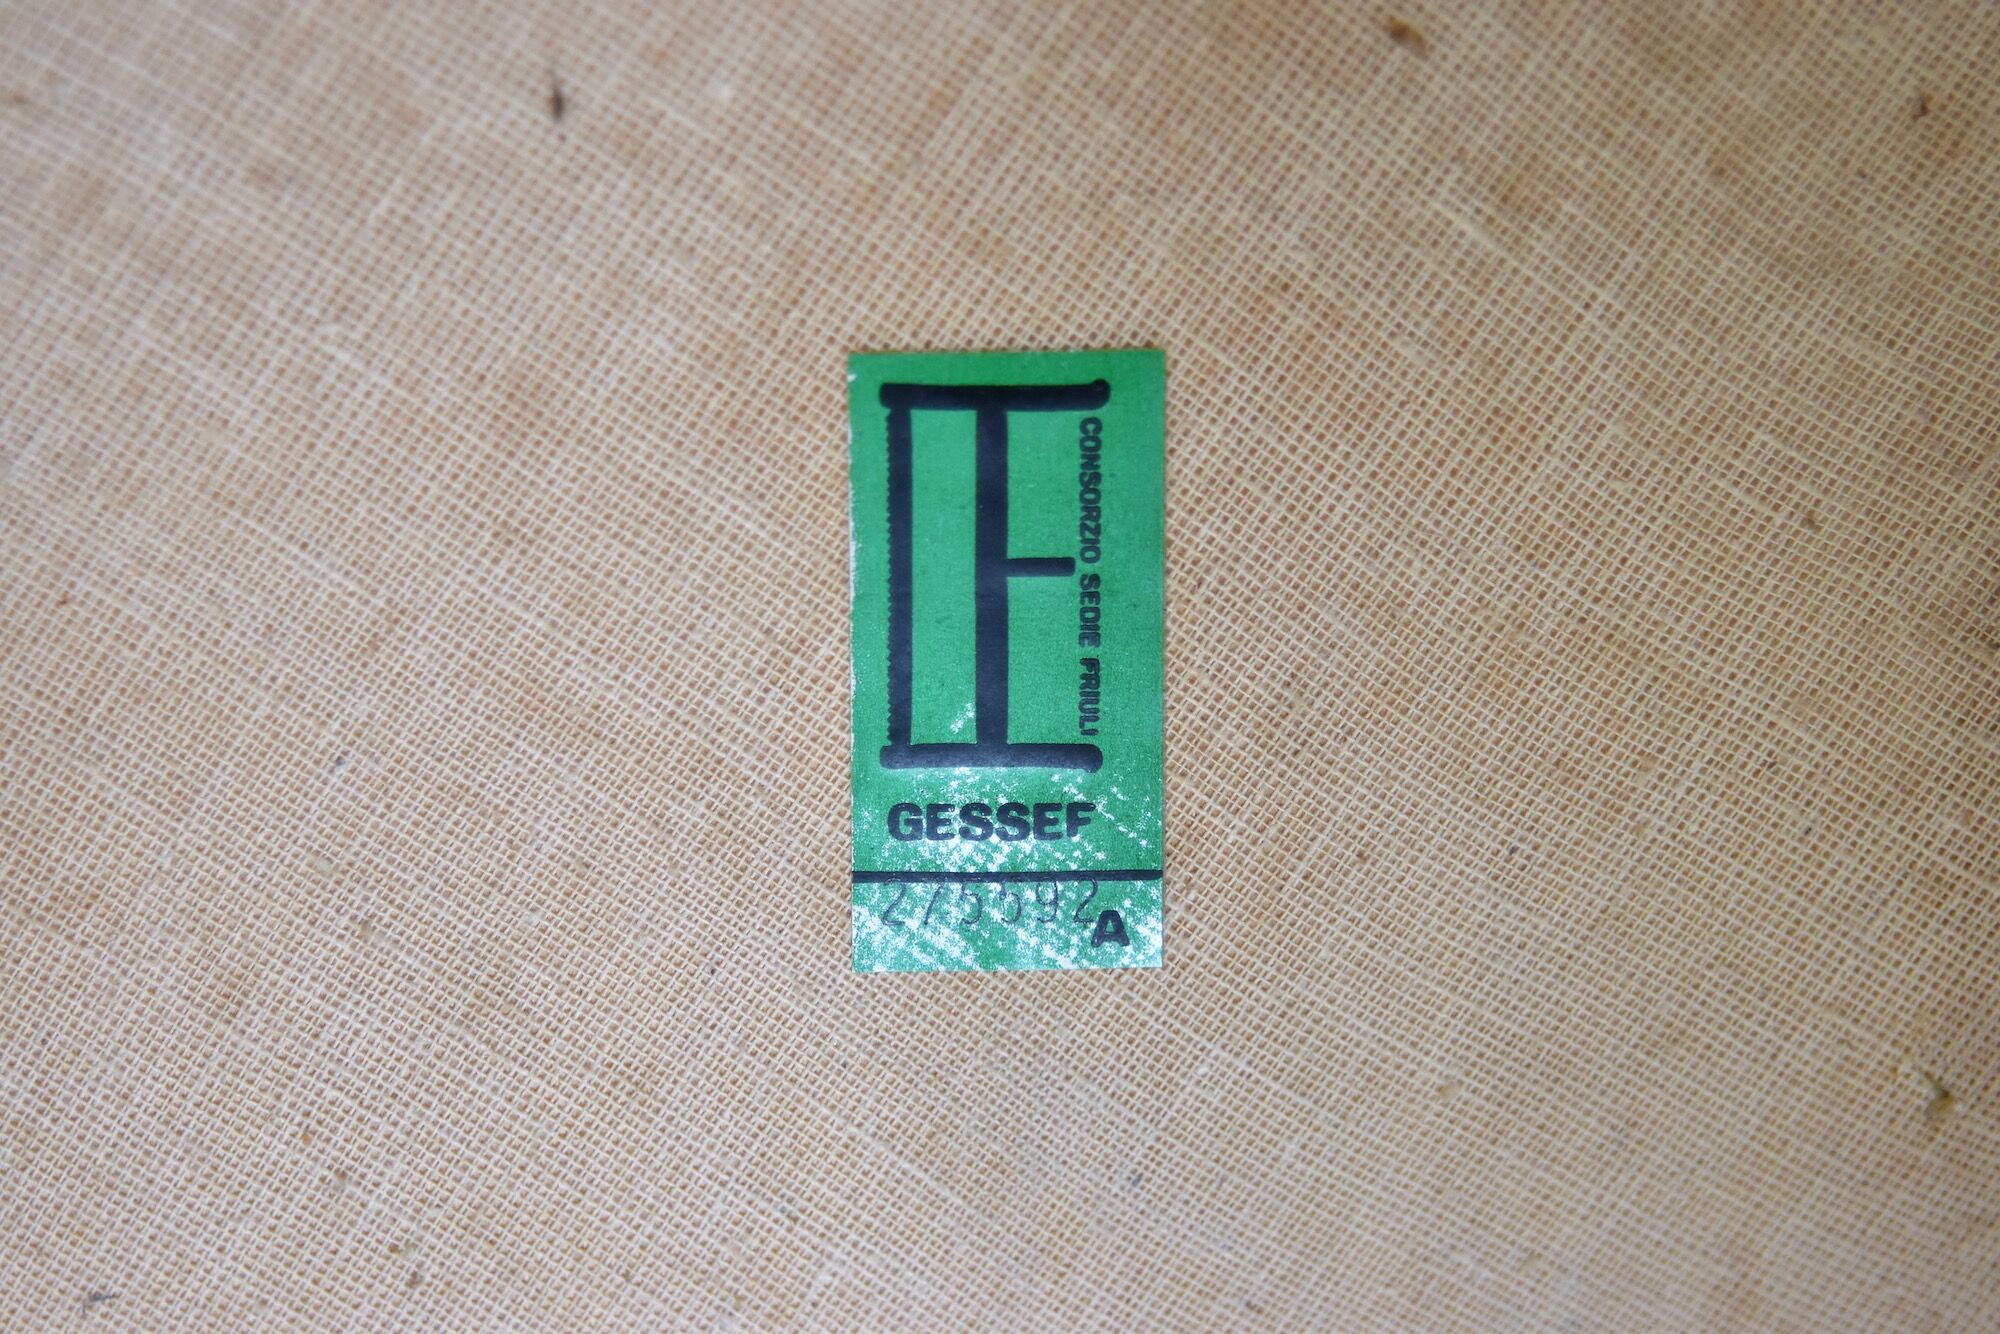 CONSORZIO SEDIE FRIULI
GESSEF
275592
A